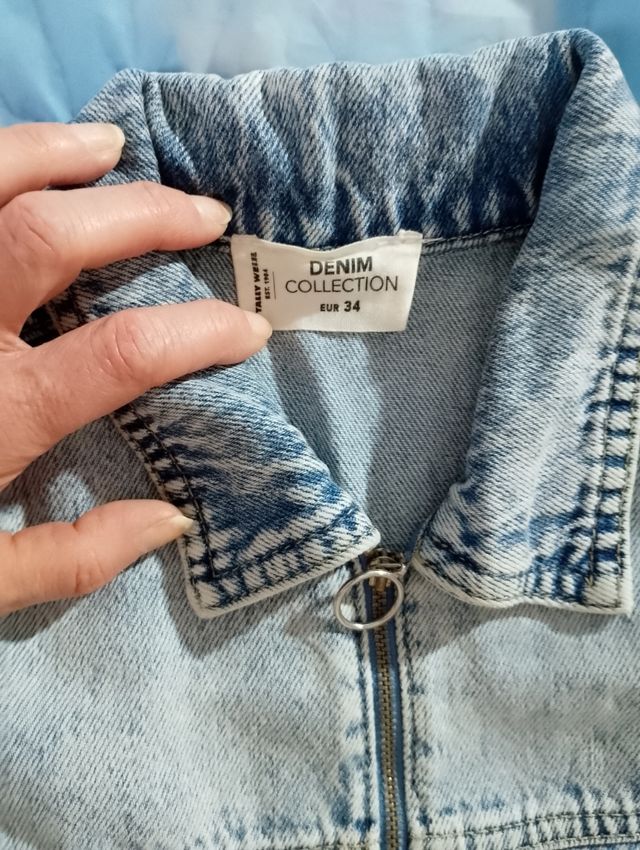 TALLY WEiJL
EST. 1984
DENIM
COLLECTION
EUR 34